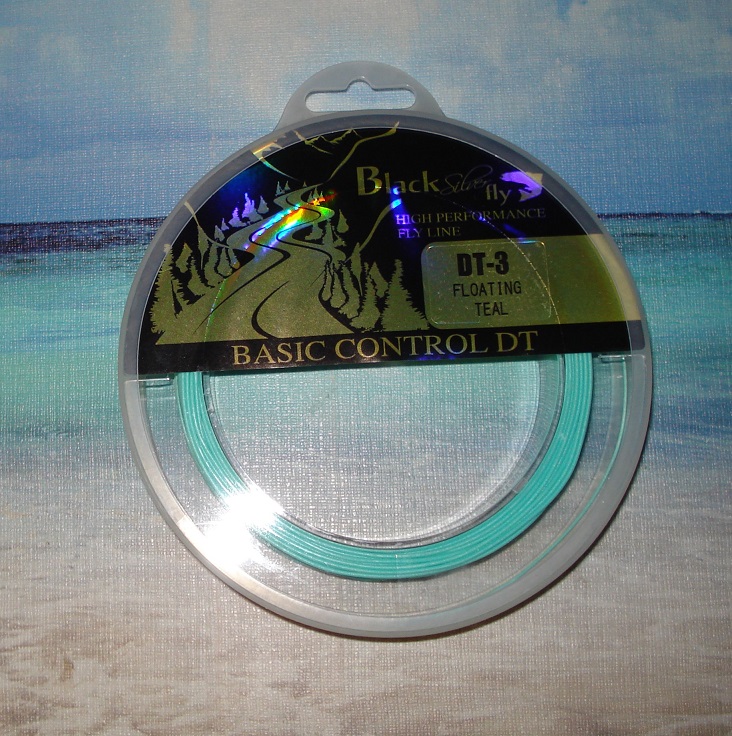 Black Silver fly
HIGH PERFORMANCE
FLY LINE
DT-3
FLOATING
TEAL
BASIC CONTROL DT